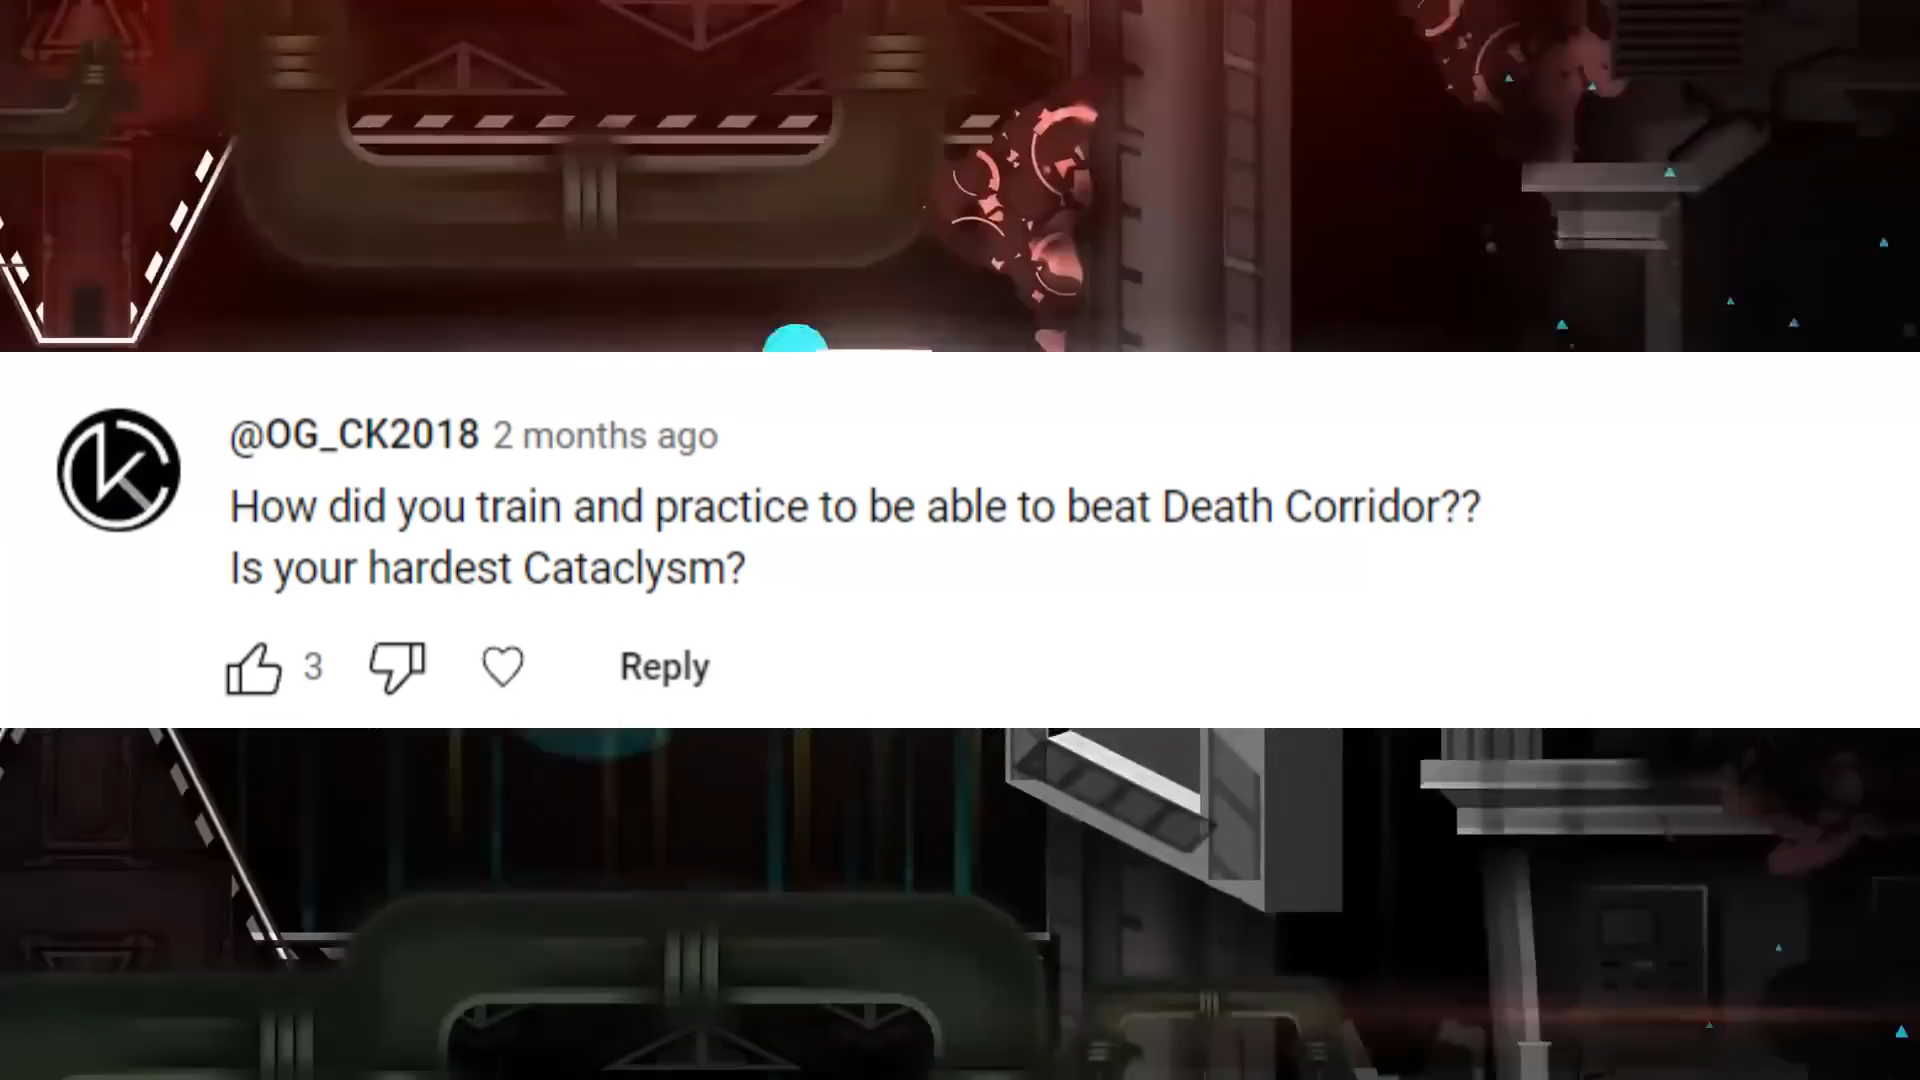 @OG_CK2018 2 months ago
How did you train and practice to be able to beat Death Corridor??
Is your hardest Cataclysm?
3 Reply